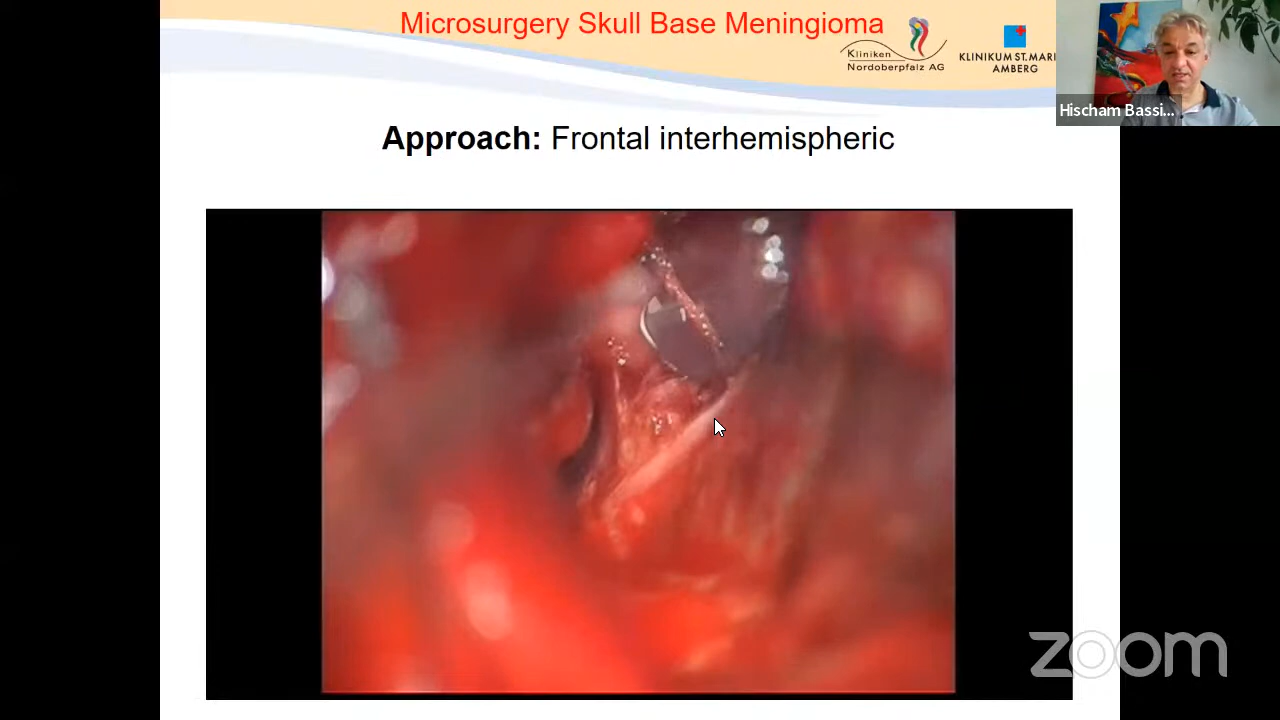 Microsurgery Skull Base Meningioma
Kliniken
Nordoberpfalz AG
KLINIKUM ST.MARI
AMBERG
Hischam Bassi...
Approach: Frontal interhemispheric
zoom